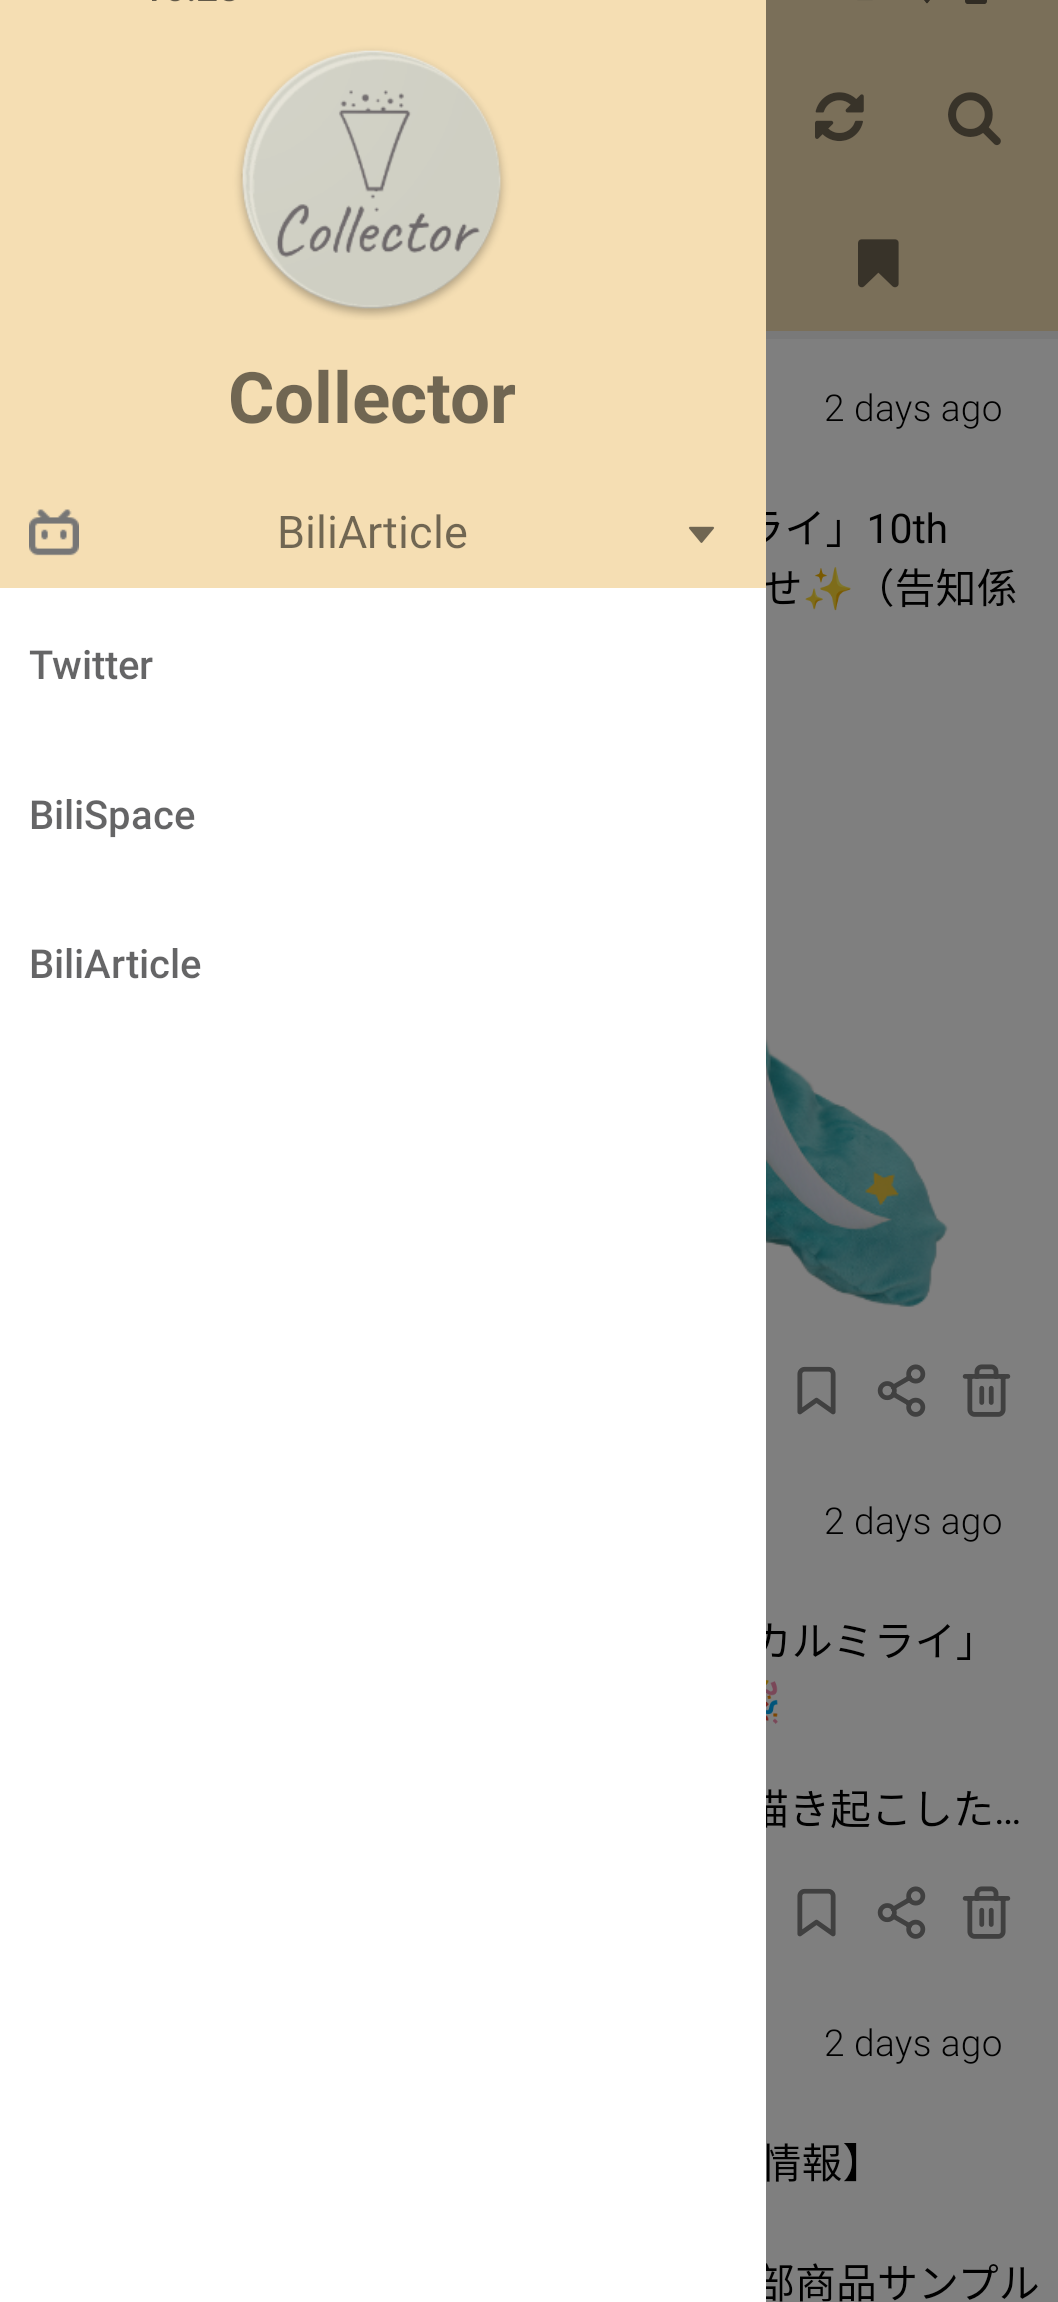 Collector
Collector
BiliArticle
Twitter
BiliSpace
BiliArticle
2 days ago
ライ」10th
せ✨（告知係
2 days ago
カルミライ」
描き起こした…
2 days ago
情報】
部商品サンプル